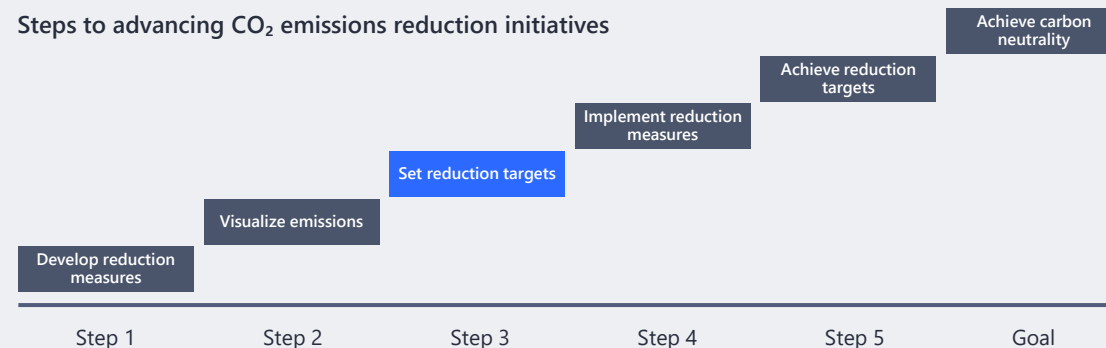 Steps to advancing CO₂ emissions reduction initiatives
Achieve carbon
neutrality
Achieve reduction
targets
Implement reduction
measures
Set reduction targets
Visualize emissions
Develop reduction
measures
Step 1
Step 2
Step 3
Step 4
Step 5
Goal